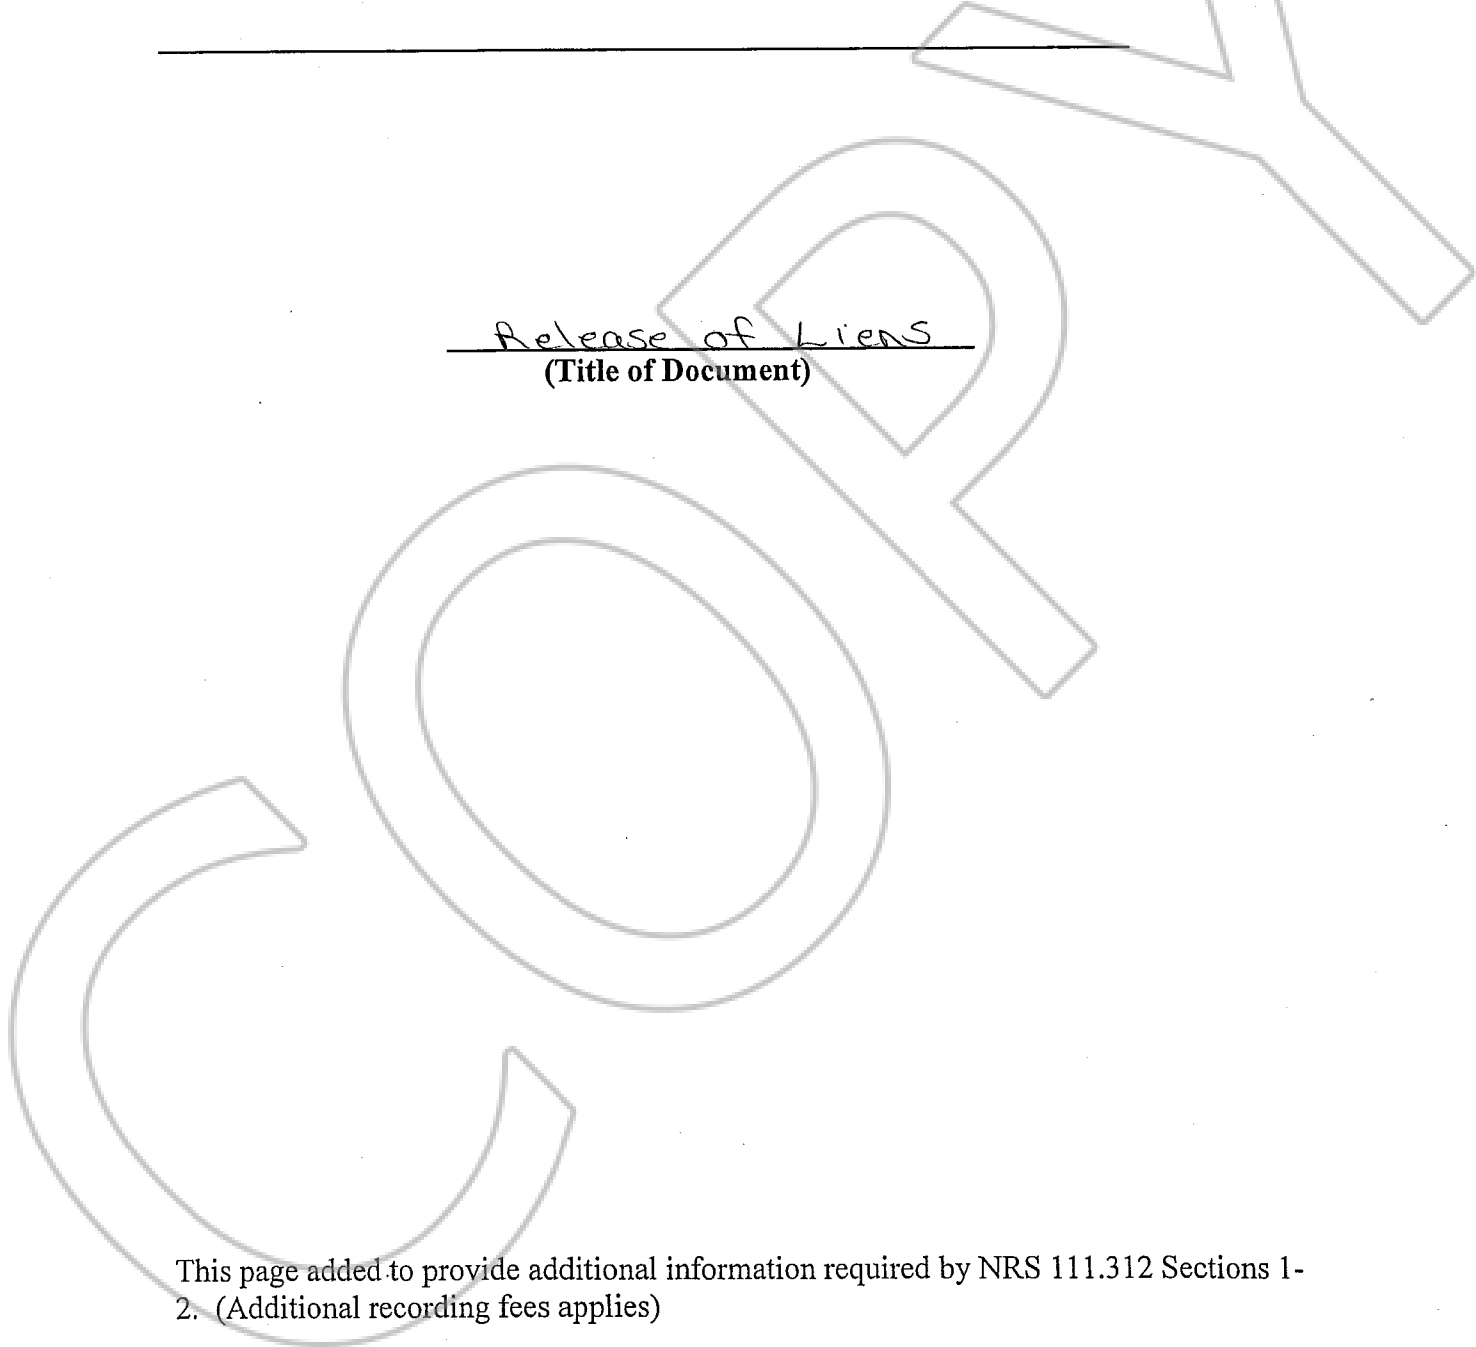 Release of Liens
(Title of Document)
COPY
This page added to provide additional information required by NRS 111.312 Sections 1-
2. (Additional recording fees applies)